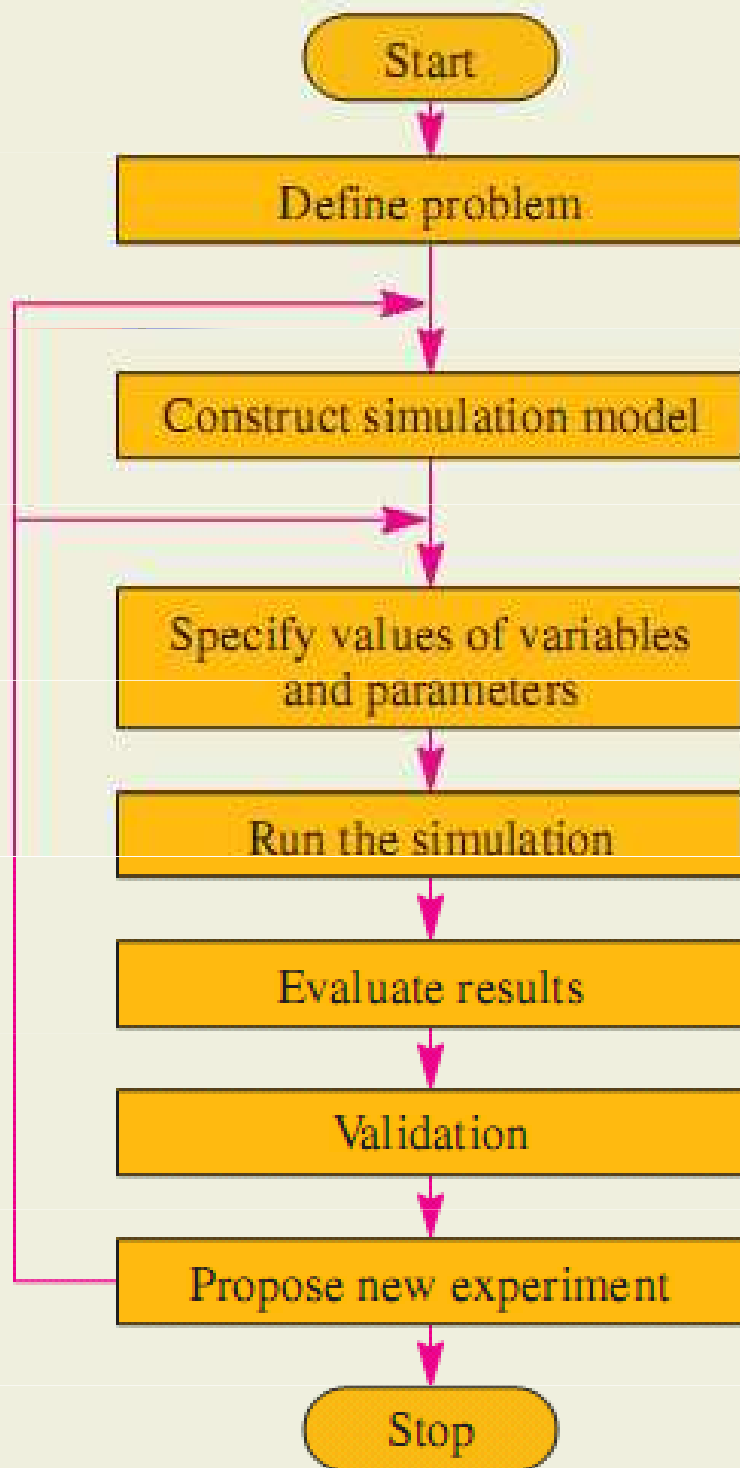 Start
Define problem
Construct simulation model
Specify values of variables
and parameters
Run the simulation
Evaluate results
Validation
Propose new experiment
Stop